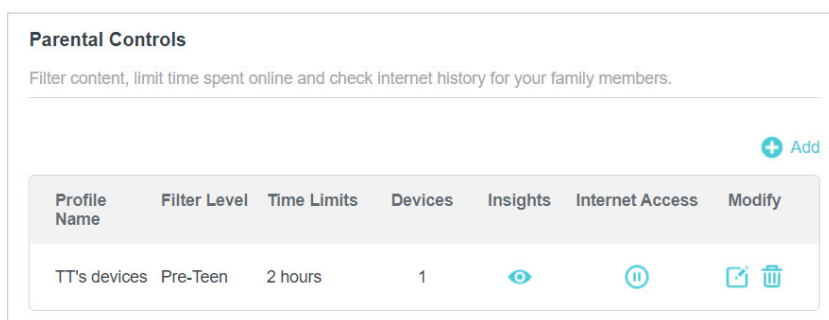 Parental Controls
Filter content, limit time spent online and check internet history for your family members.
Add
Profile Name Filter Level Time Limits Devices Insights Internet Access Modify
TT's devices Pre-Teen 2 hours 1